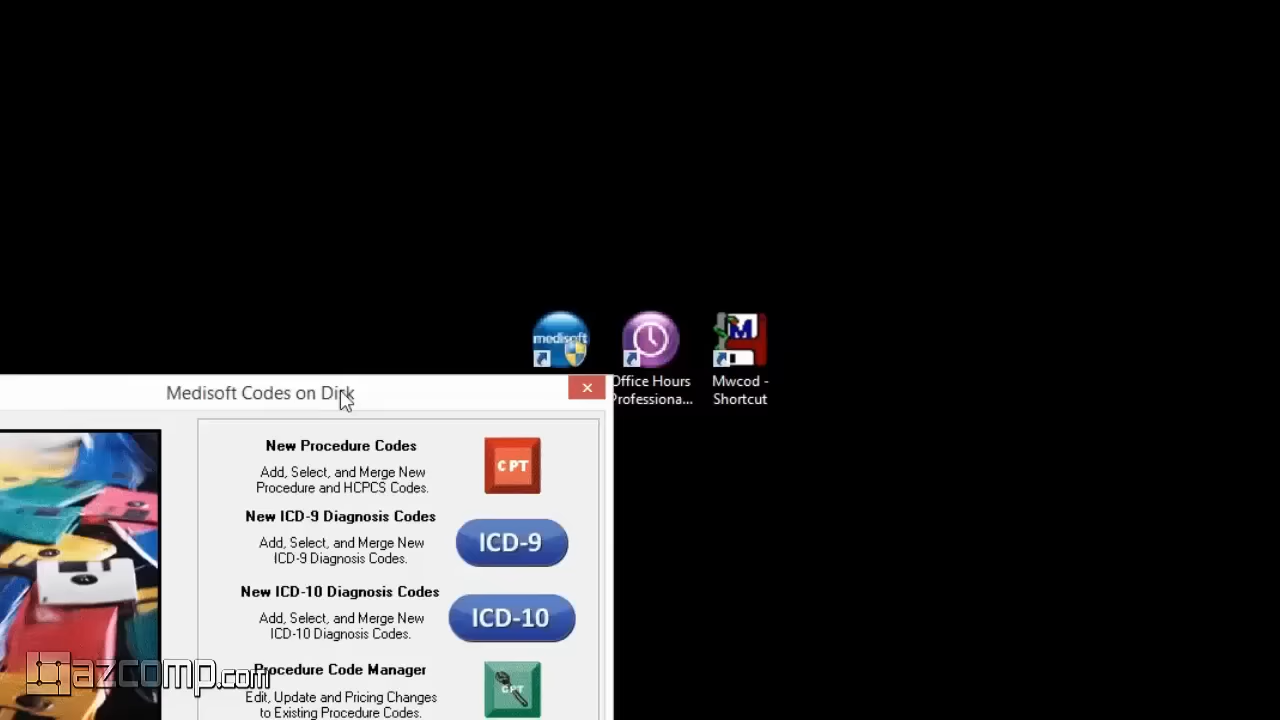 medisoft
Office Hours
Professiona...
Mwcod -
Shortcut
Medisoft Codes on Disk
New Procedure Codes
Add, Select, and Merge New
Procedure and HCPCS Codes.
CPT
New ICD-9 Diagnosis Codes
Add, Select, and Merge New
ICD-9 Diagnosis Codes.
ICD-9
New ICD-10 Diagnosis Codes
Add, Select, and Merge New
ICD-10 Diagnosis Codes.
ICD-10
Procedure Code Manager
Edit, Update and Pricing Changes
to Existing Procedure Codes.
CPT
azcomp.com